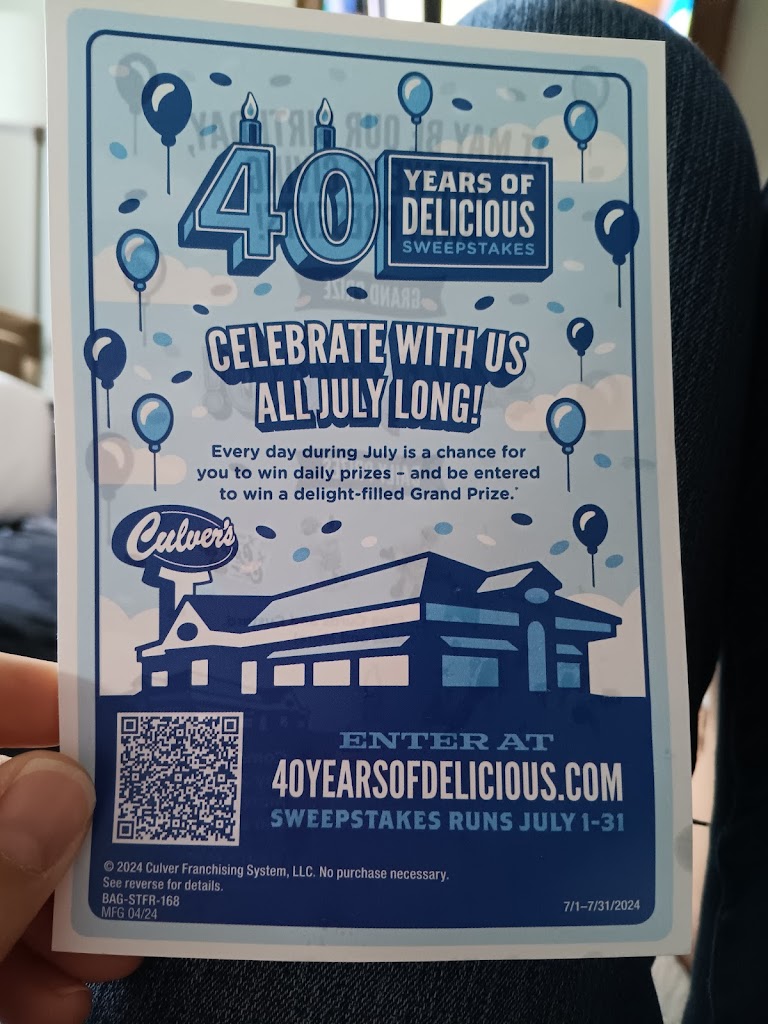 40
YEARS OF
DELICIOUS
SWEEPSTAKES
CELEBRATE WITH US
ALL JULY LONG!
Every day during July is a chance for
you to win daily prizes – and be entered
to win a delight-filled Grand Prize.*
Culver's
ENTER AT
40YEARSOFDELICIOUS.COM
SWEEPSTAKES RUNS JULY 1-31
© 2024 Culver Franchising System, LLC. No purchase necessary.
See reverse for details.
BAG-STFR-168
MFG 04/24
7/1–7/31/2024